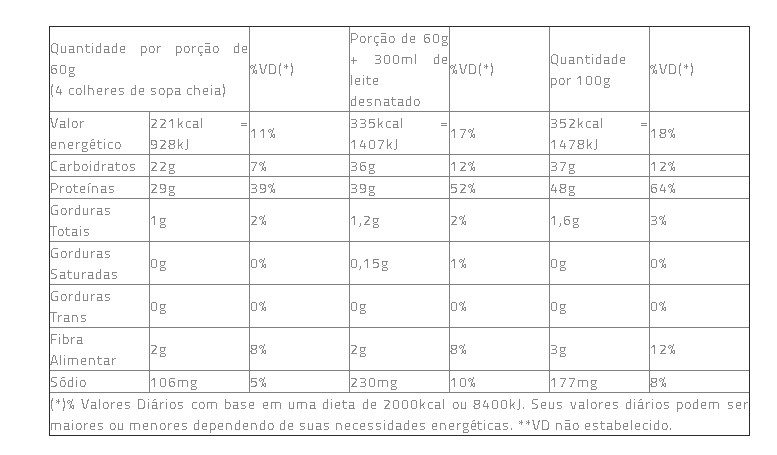 Quantidade por porção de 60g
(4 colheres de sopa cheia) %VD(*) Porção de 60g + 300ml de leite desnatado %VD(*) Quantidade por 100g %VD(*)
Valor energético 221kcal = 928kJ 11% 335kcal = 1407kJ 17% 352kcal = 1478kJ 18%
Carboidratos 22g 7% 36g 12% 37g 12%
Proteínas 29g 39% 39g 52% 48g 64%
Gorduras Totais 1g 2% 1,2g 2% 1,6g 3%
Gorduras Saturadas 0g 0% 0,15g 1% 0g 0%
Gorduras Trans 0g 0% 0g 0% 0g 0%
Fibra Alimentar 2g 8% 2g 8% 3g 12%
Sódio 106mg 5% 230mg 10% 177mg 8%
(*)% Valores Diários com base em uma dieta de 2000kcal ou 8400kJ. Seus valores diários podem ser
maiores ou menores dependendo de suas necessidades energéticas. **VD não estabelecido.